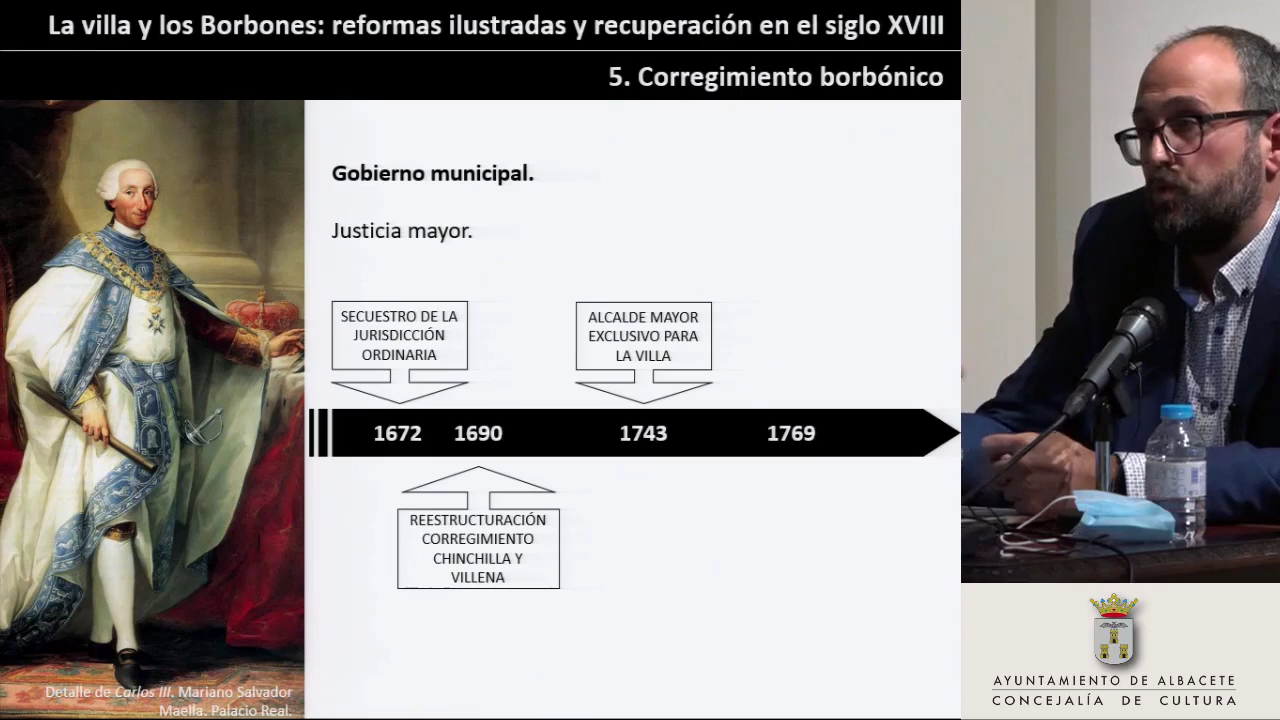 La villa y los Borbones: reformas ilustradas y recuperación en el siglo XVIII
5. Corregimiento borbónico
Gobierno municipal.
Justicia mayor.
SECUESTRO DE LA
JURISDICCIÓN
ORDINARIA
ALCALDE MAYOR
EXCLUSIVO PARA
LA VILLA
1672 1690 1743 1769
REESTRUCTURACIÓN
CORREGIMIENTO
CHINCHILLA Y
VILLENA
Detalle de Carlos III. Mariano Salvador
Maella. Palacio Real.
AYUNTAMIENTO DE ALBACETE
CONCEJALÍA DE CULTURA